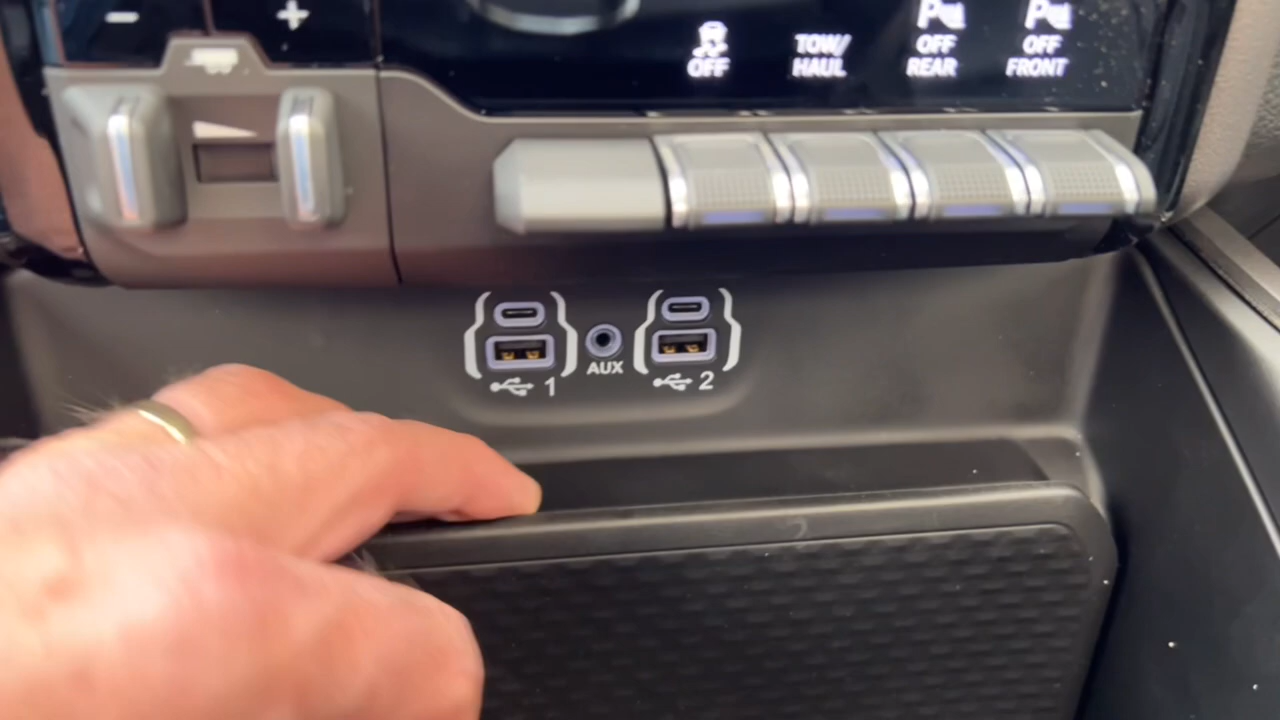 − +
OFF
TOW/
HAUL
P
OFF
REAR
P
OFF
FRONT
AUX
1
2